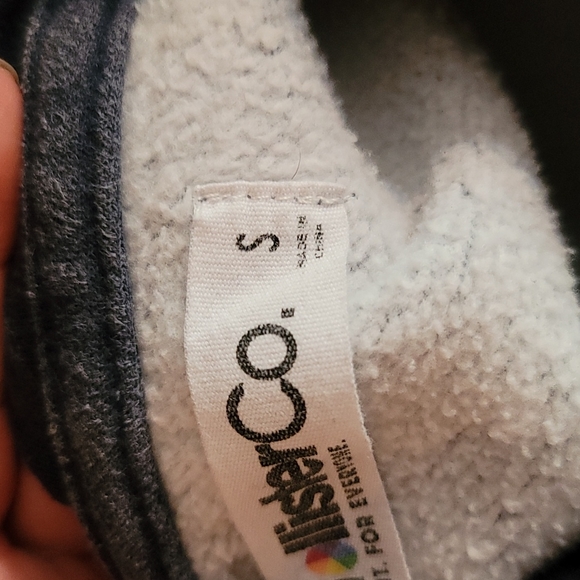 S
MADE IN
CHINA
llisterCo.
T. FOR EVERYONE.